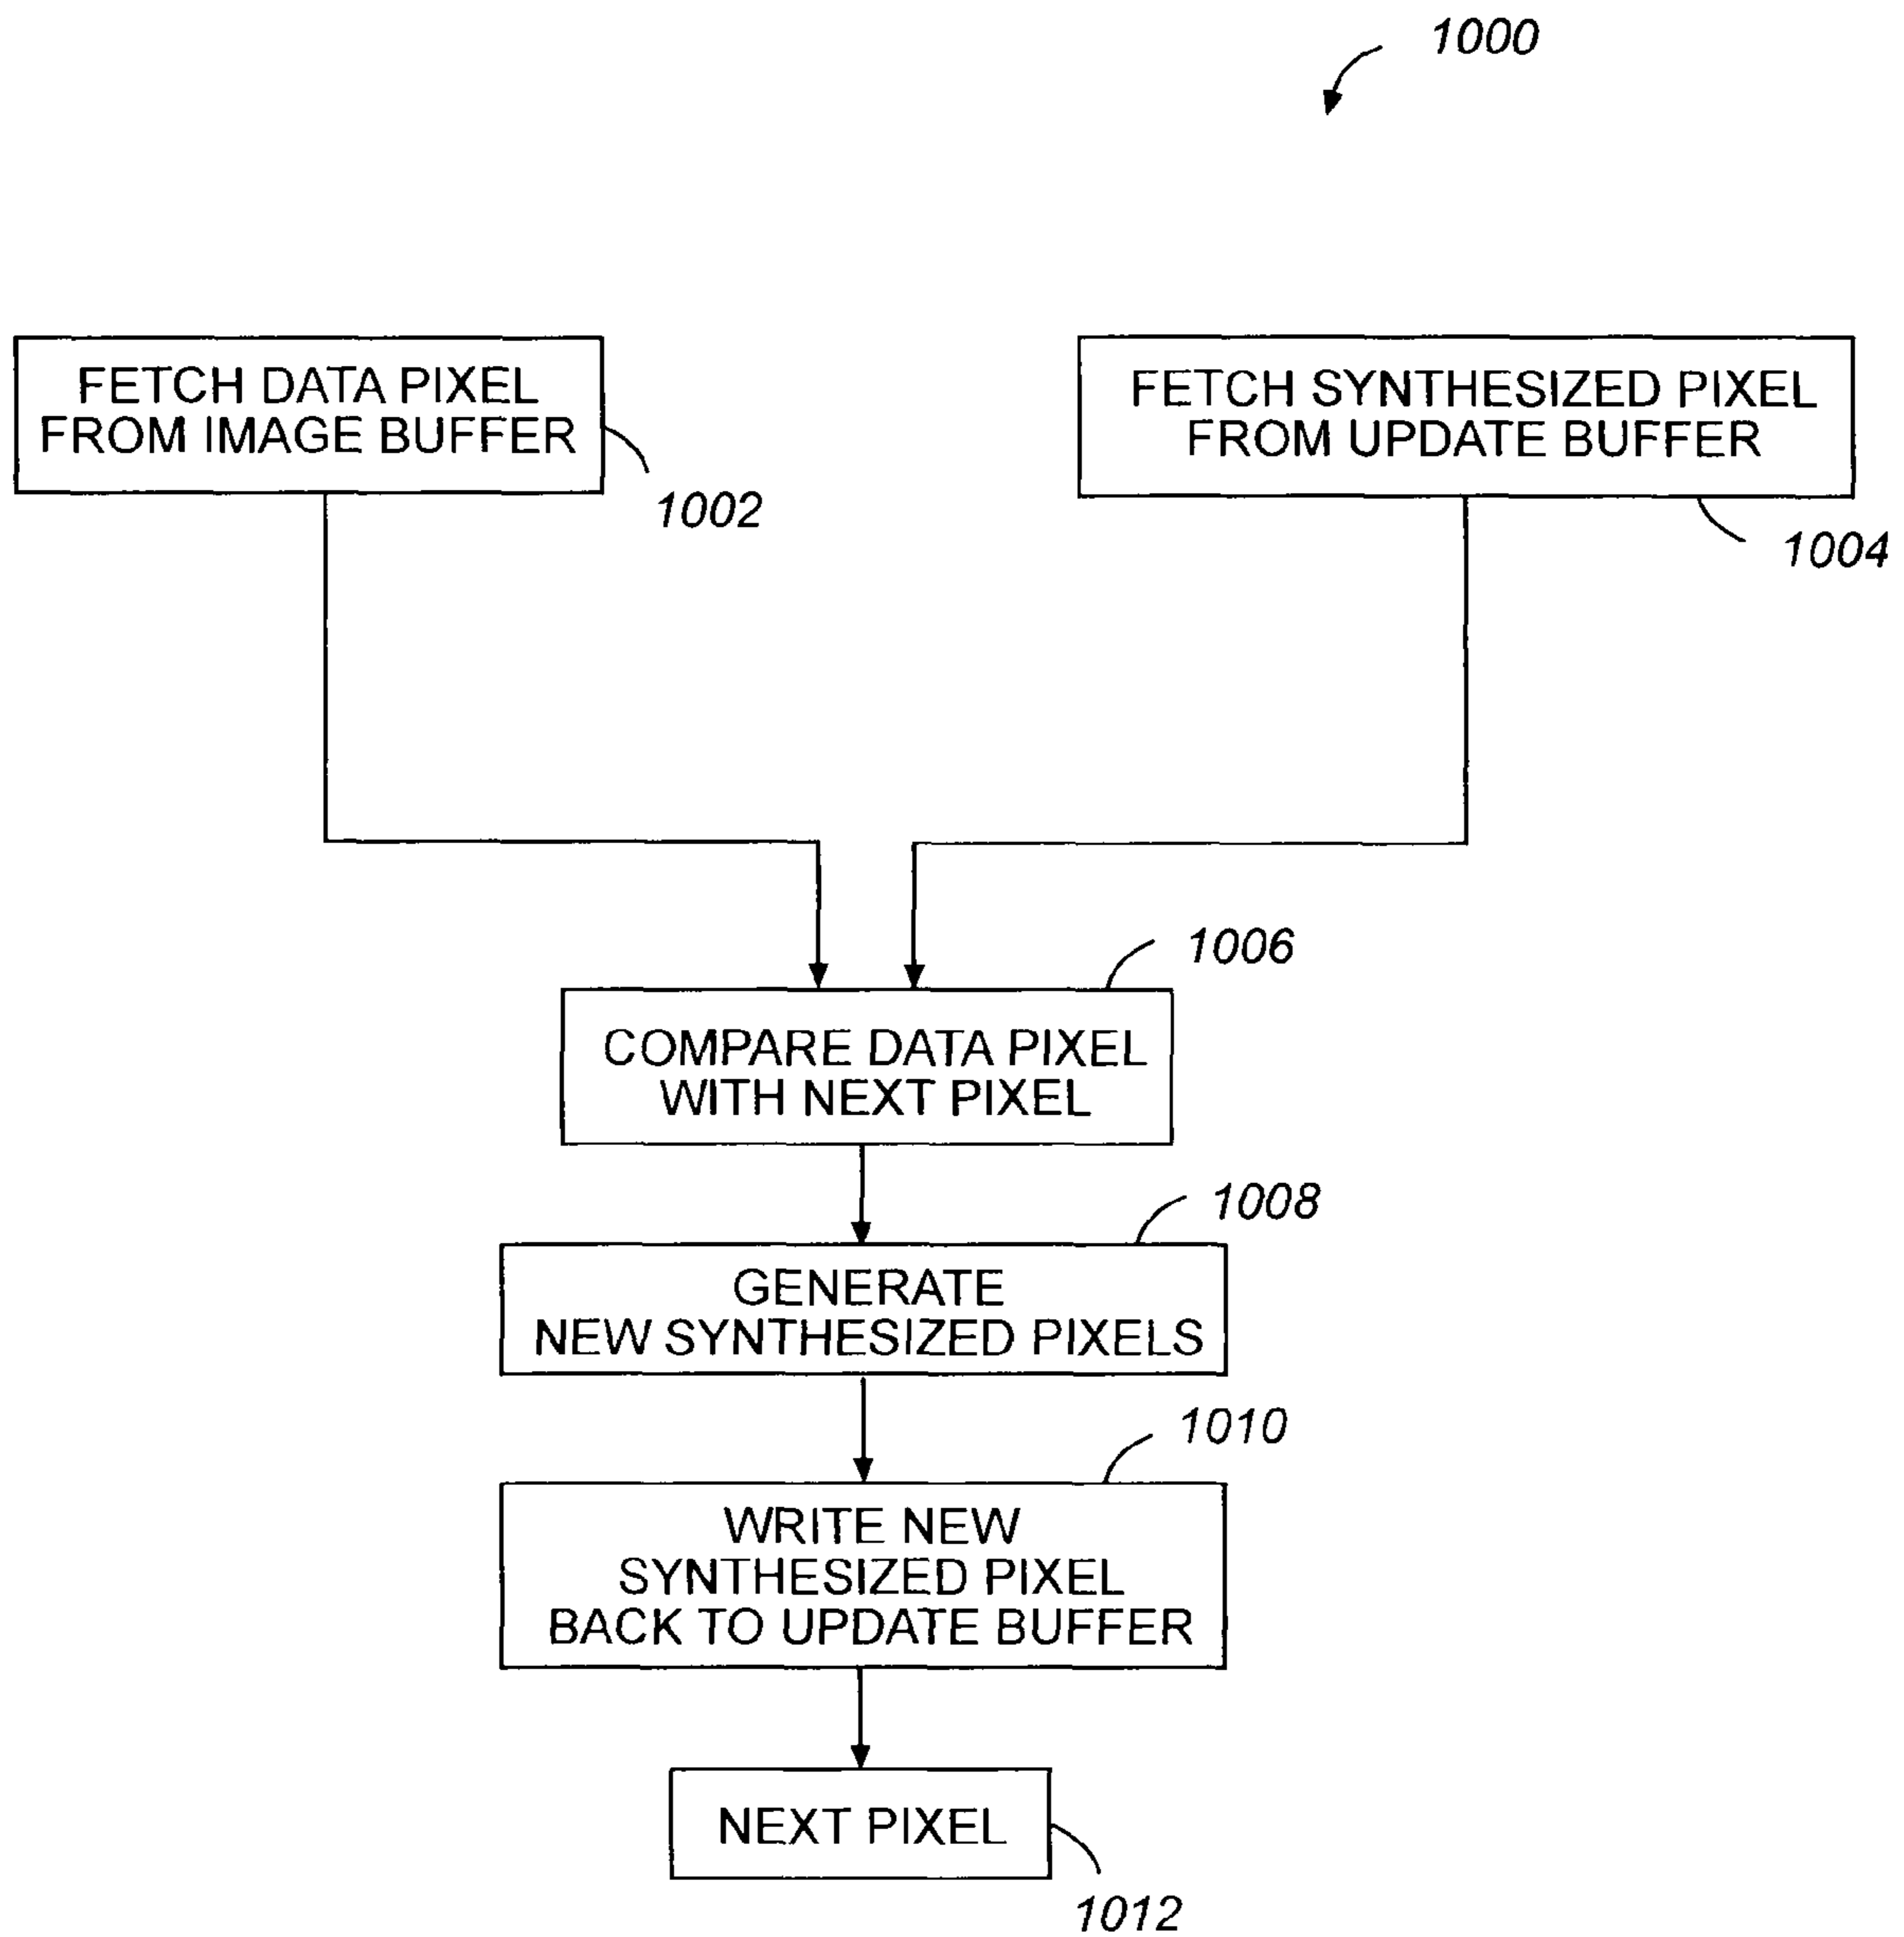 1000
FETCH DATA PIXEL
FROM IMAGE BUFFER
1002
FETCH SYNTHESIZED PIXEL
FROM UPDATE BUFFER
1004
1006
COMPARE DATA PIXEL
WITH NEXT PIXEL
1008
GENERATE
NEW SYNTHESIZED PIXELS
1010
WRITE NEW
SYNTHESIZED PIXEL
BACK TO UPDATE BUFFER
NEXT PIXEL
1012